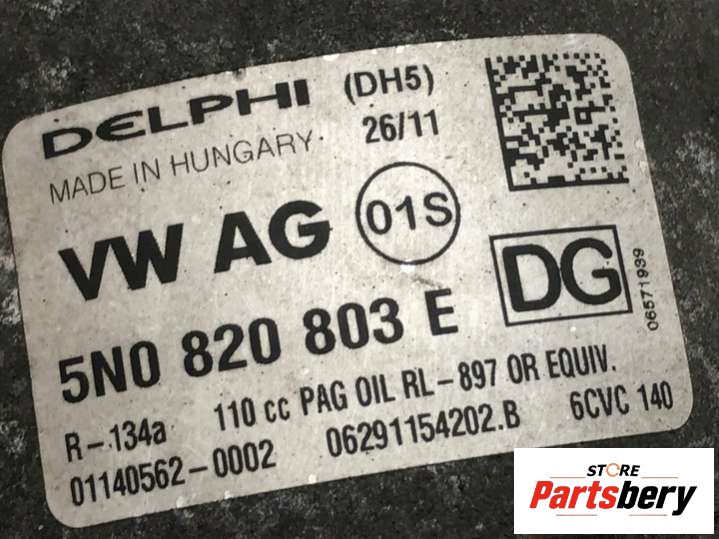 DELPHI (DH5)
MADE IN HUNGARY 26/11
VW AG 01S
5N0 820 803 E DG
06571939
R-134a 110 cc PAG OIL RL-897 OR EQUIV.
01140562-0002 06291154202.B 6CVC 140
STORE
Partsbery